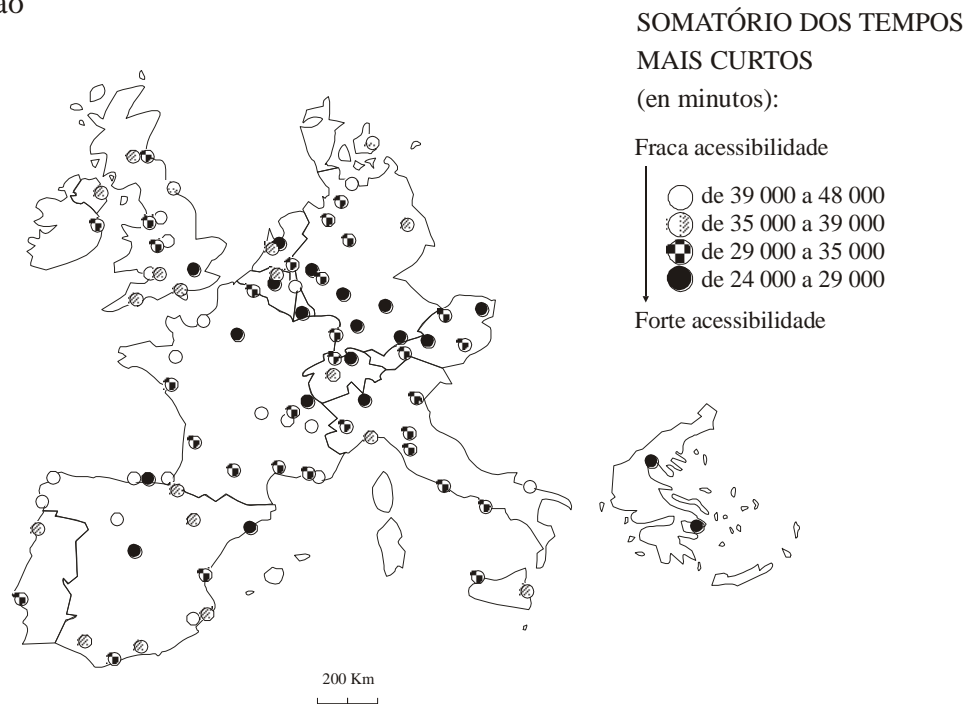 SOMATÓRIO DOS TEMPOS
MAIS CURTOS
(en minutos):
Fraca acessibilidade
de 39 000 a 48 000
de 35 000 a 39 000
de 29 000 a 35 000
de 24 000 a 29 000
Forte acessibilidade
200 Km